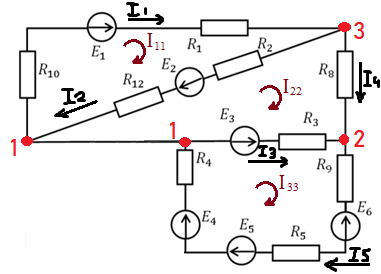 I1
3
E₁
R₁
I₁₁
R₂
R₁₀
E₂
R₈
I4
R₁₂
I₂₂
I2
1
1
E₃
R₃
2
I3
R₄
R₉
I₃₃
E₄
E₅
R₅
E₆
I5